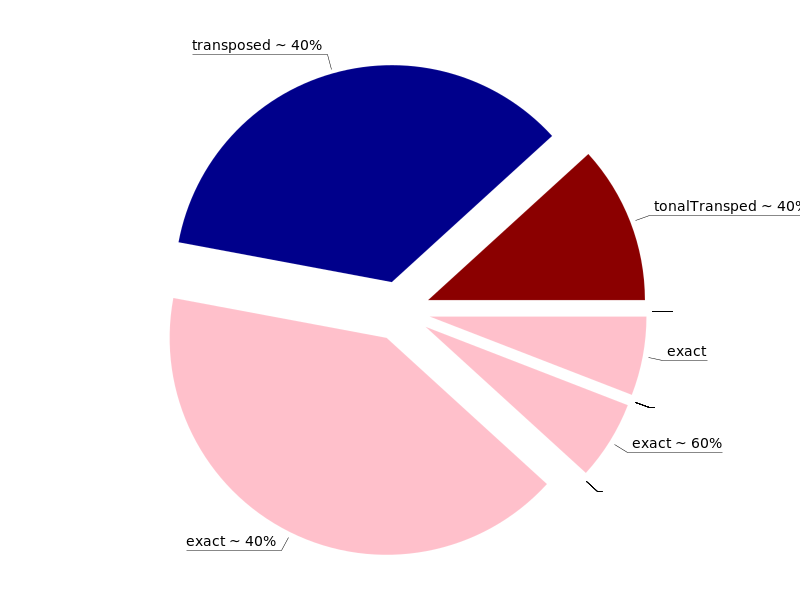 transposed ~ 40%
tonalTransped ~ 40%
exact
exact ~ 60%
exact ~ 40%